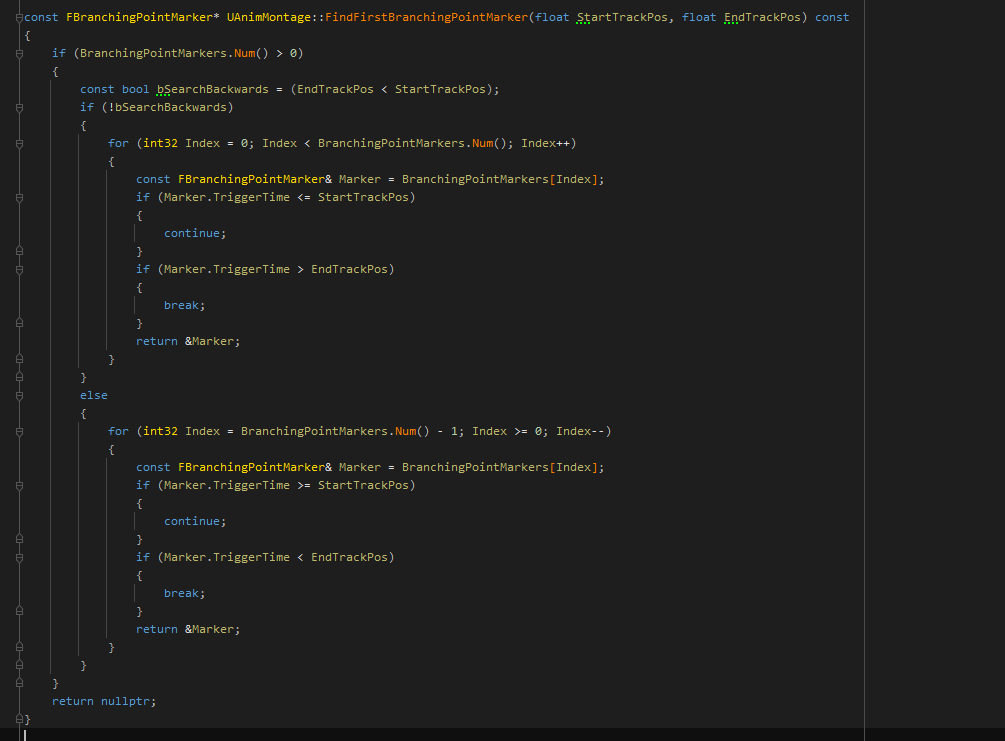 const FBranchingPointMarker* UAnimMontage::FindFirstBranchingPointMarker(float StartTrackPos, float EndTrackPos) const
{
    if (BranchingPointMarkers.Num() > 0)
    {
        const bool bSearchBackwards = (EndTrackPos < StartTrackPos);
        if (!bSearchBackwards)
        {
            for (int32 Index = 0; Index < BranchingPointMarkers.Num(); Index++)
            {
                const FBranchingPointMarker& Marker = BranchingPointMarkers[Index];
                if (Marker.TriggerTime <= StartTrackPos)
                {
                    continue;
                }
                if (Marker.TriggerTime > EndTrackPos)
                {
                    break;
                }
                return &Marker;
            }
        }
        else
        {
            for (int32 Index = BranchingPointMarkers.Num() - 1; Index >= 0; Index--)
            {
                const FBranchingPointMarker& Marker = BranchingPointMarkers[Index];
                if (Marker.TriggerTime >= StartTrackPos)
                {
                    continue;
                }
                if (Marker.TriggerTime < EndTrackPos)
                {
                    break;
                }
                return &Marker;
            }
        }
    }
    return nullptr;
}